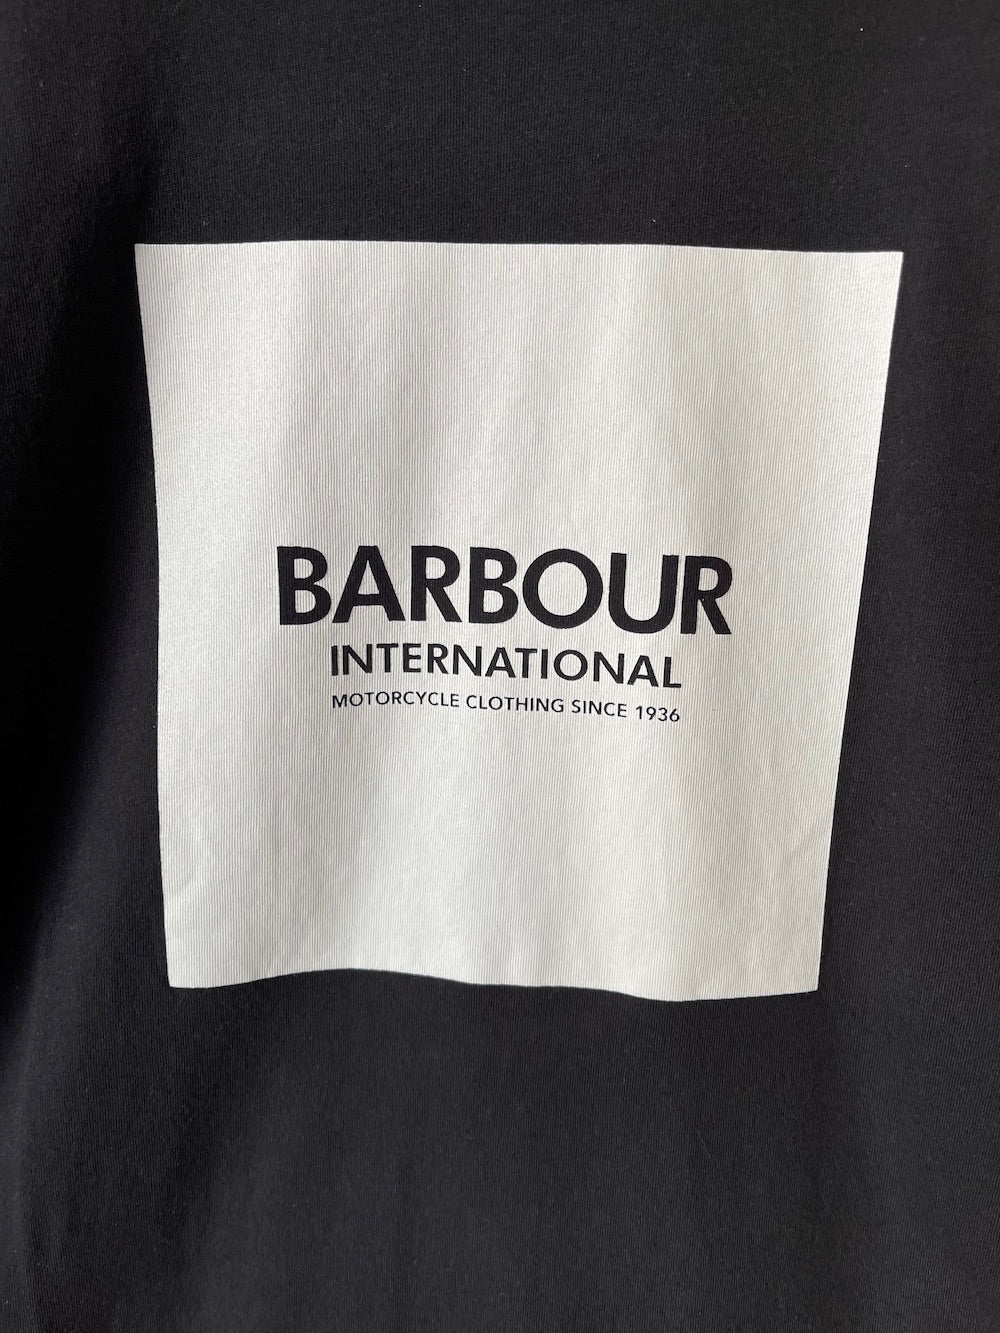 BARBOUR
INTERNATIONAL
MOTORCYCLE CLOTHING SINCE 1936